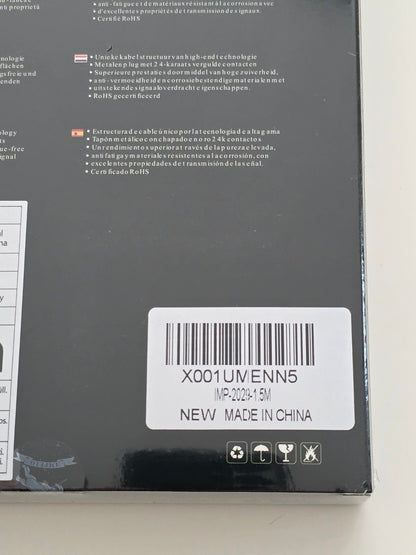 anti-fatigue et de matériaux résistant à la corrosion avec
d'excellentes propriétés de transmission de signaux.
• Certifié RoHS
• Unieke kabelstructuur van high-end technologie
• Metalen plug met 24-karaats vergulde contacten
• Superieure prestaties door middel van hoge zuiverheid,
anti-vermoeidheid en corrosiebestendige materialen met
uitstekende signaaloverdracht eigenschappen.
• RoHS gecertificeerd
• Estructura de cable único por la tecnología de alta gama
• Tapón metálico con chapado en oro 24k contactos
• Un rendimiento superior a través de la pureza elevada,
anti fatiga y materiales resistentes a la corrosión, con
• excelentes propiedades de transmisión de la señal.
• Certificado RoHS
X001UMENN5
IMP-2029-1.5M
NEW MADE IN CHINA